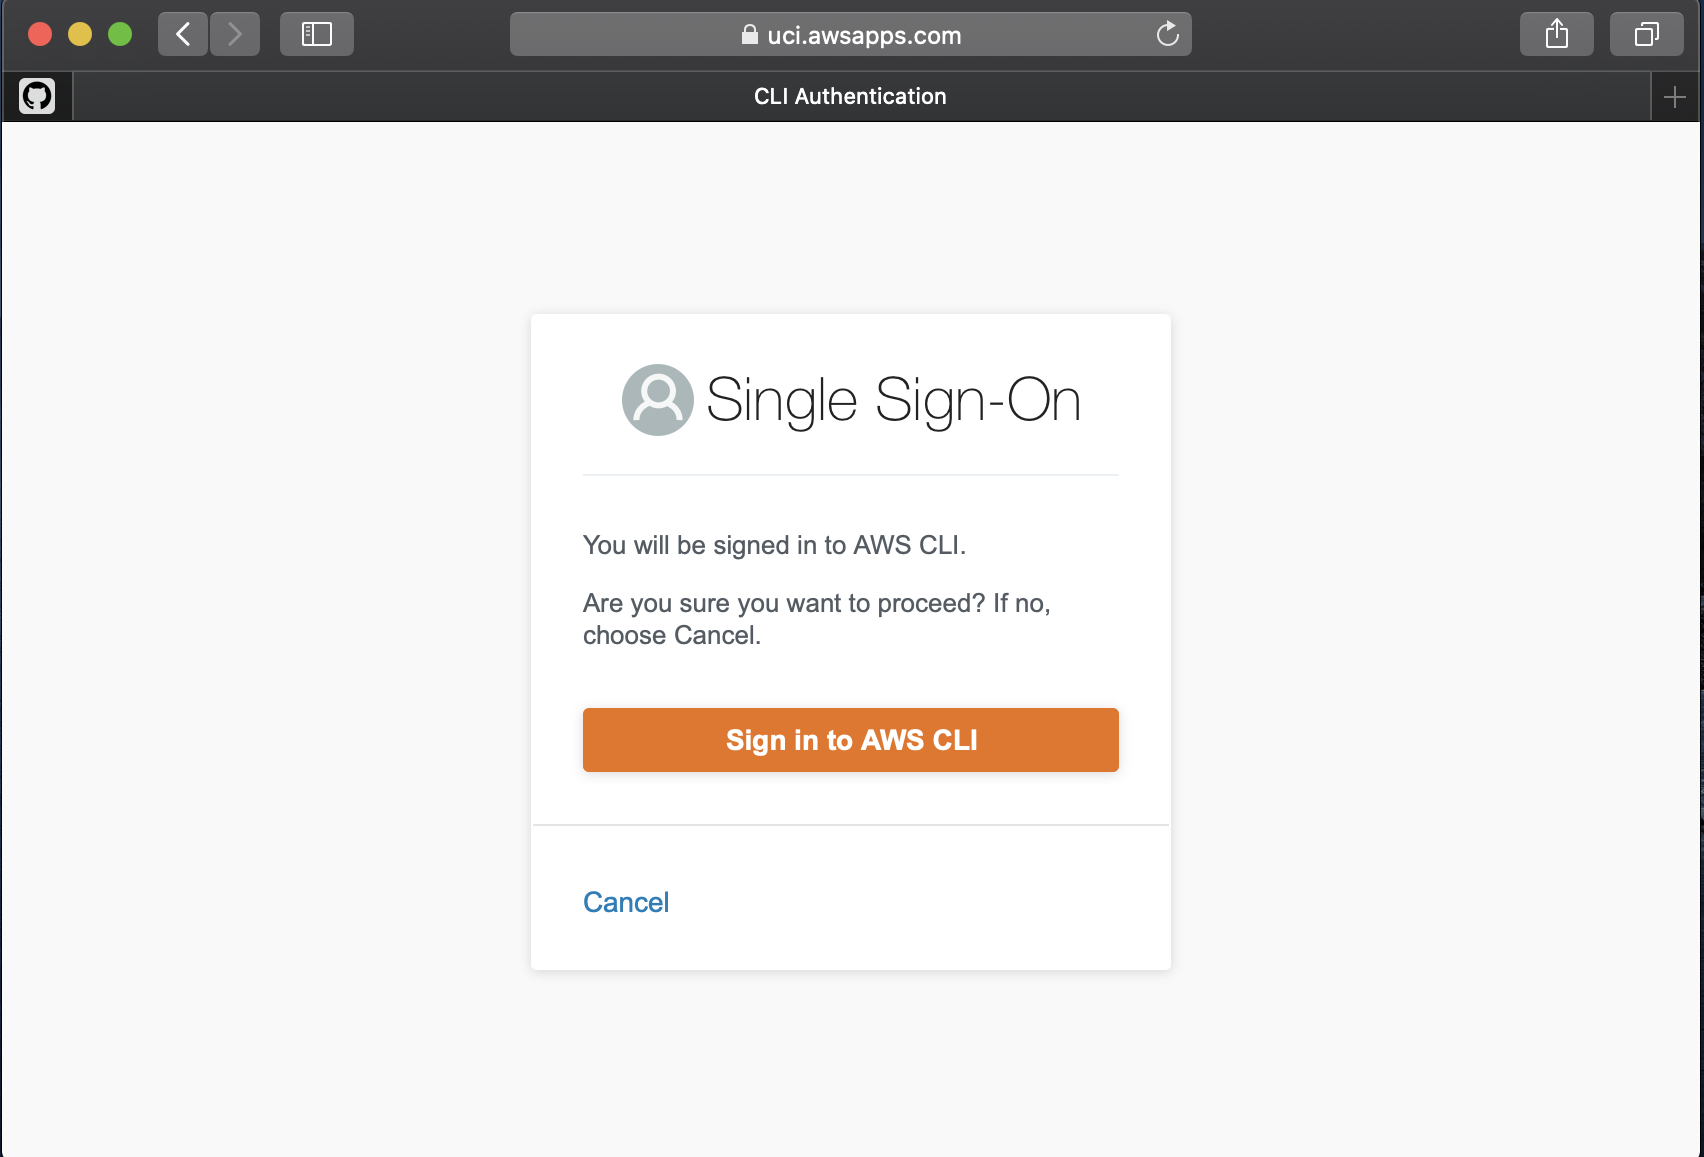 uci.awsapps.com
CLI Authentication
Single Sign-On
You will be signed in to AWS CLI.
Are you sure you want to proceed? If no,
choose Cancel.
Sign in to AWS CLI
Cancel